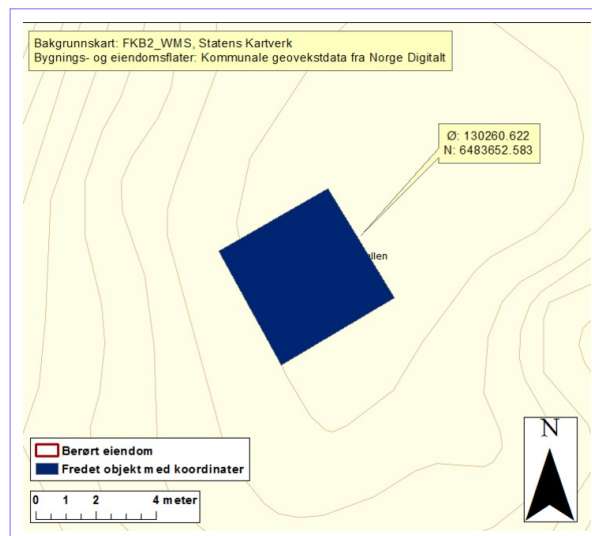 Bakgrunnskart: FKB2_WMS, Statens Kartverk
Bygnings- og eiendomsflater: Kommunale geovekstdata fra Norge Digitalt
Ø: 130260.622
N: 6483652.583
N
Berørt eiendom
Fredet objekt med koordinater
0 1 2 4 meter